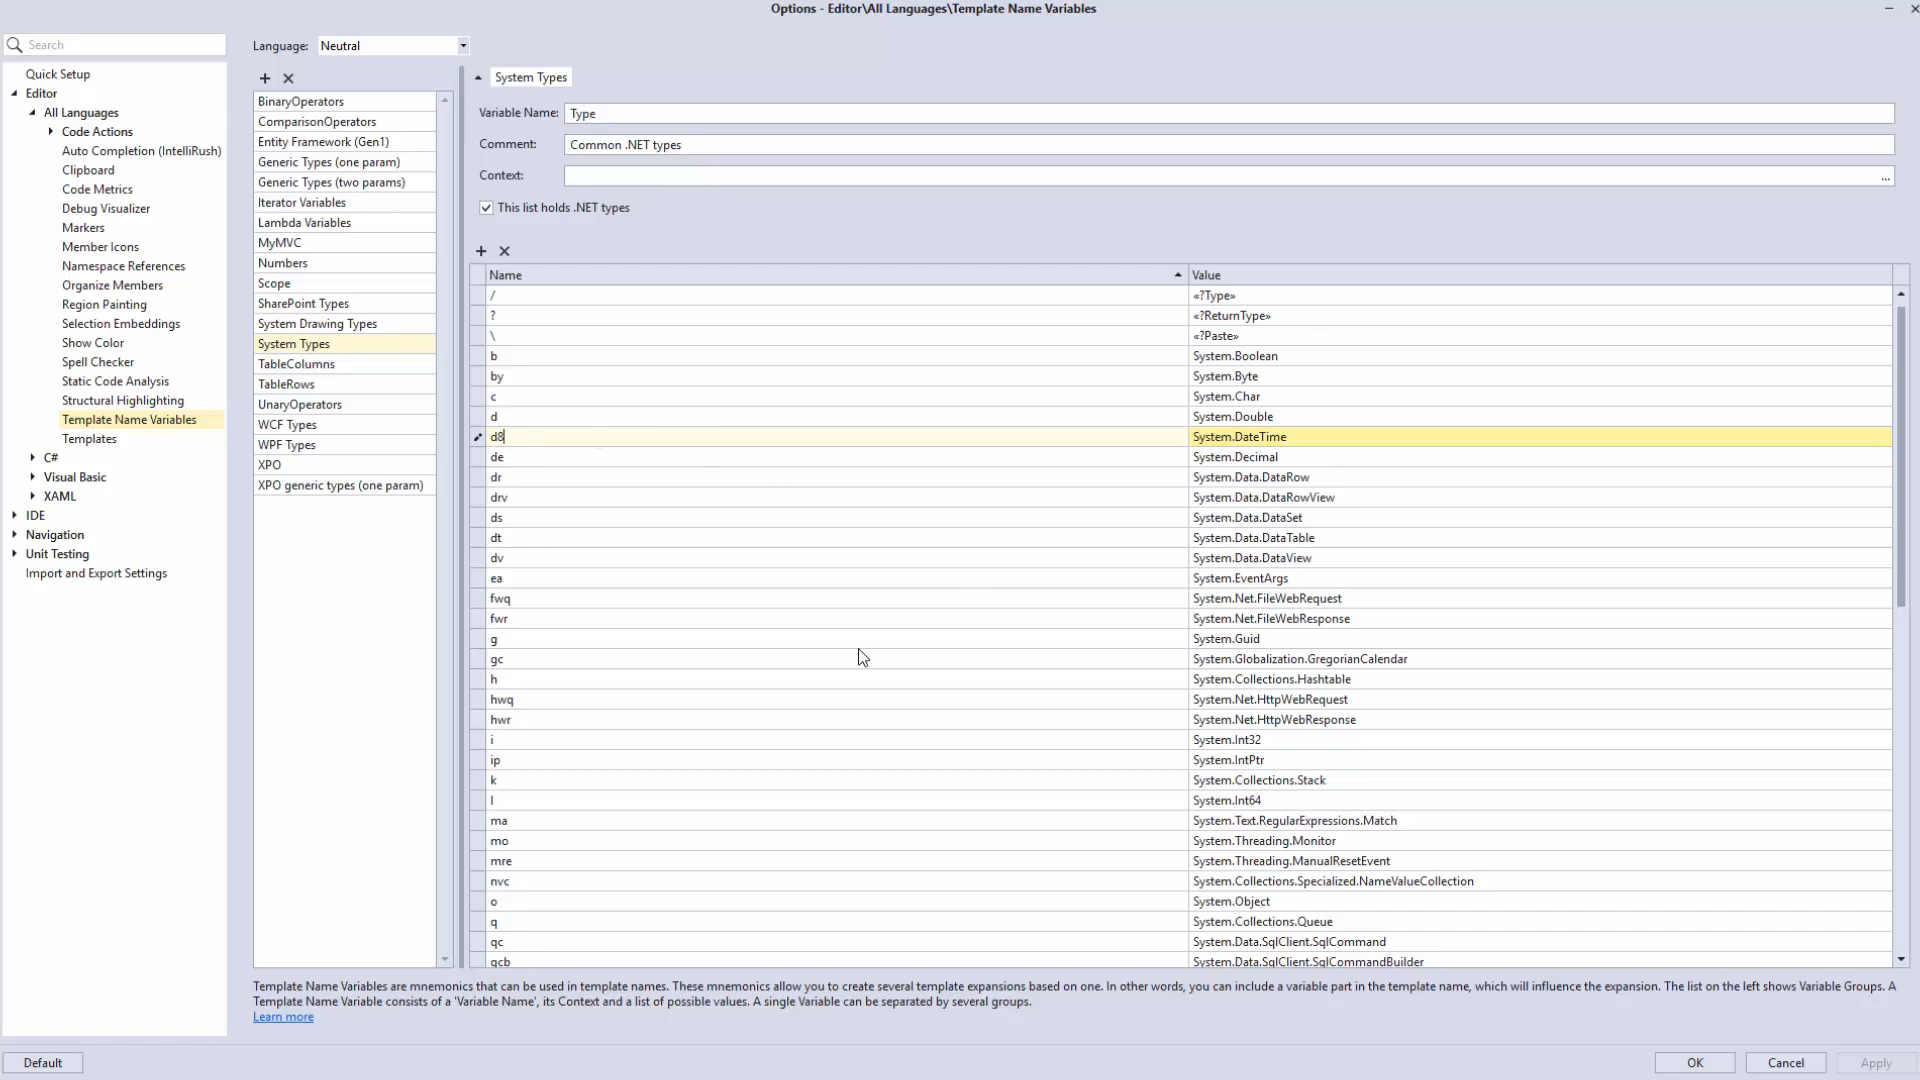 Options - Editor\All Languages\Template Name Variables
Search
Quick Setup
Editor
All Languages
Code Actions
Auto Completion (IntelliRush)
Clipboard
Code Metrics
Debug Visualizer
Markers
Member Icons
Namespace References
Organize Members
Region Painting
Selection Embeddings
Show Color
Spell Checker
Static Code Analysis
Structural Highlighting
Template Name Variables
Templates
C#
Visual Basic
XAML
IDE
Navigation
Unit Testing
Import and Export Settings
Language: Neutral
BinaryOperators
ComparisonOperators
Entity Framework (Gen1)
Generic Types (one param)
Generic Types (two params)
Iterator Variables
Lambda Variables
MyMVC
Numbers
Scope
SharePoint Types
System Drawing Types
System Types
TableColumns
TableRows
UnaryOperators
WCF Types
WPF Types
XPO
XPO generic types (one param)
System Types
Variable Name: Type
Comment: Common .NET types
Context: ...
This list holds .NET types
Name Value
/ «?Type»
? «?ReturnType»
\ «?Paste»
b System.Boolean
by System.Byte
c System.Char
d System.Double
d8 System.DateTime
de System.Decimal
dr System.Data.DataRow
drv System.Data.DataRowView
ds System.Data.DataSet
dt System.Data.DataTable
dv System.Data.DataView
ea System.EventArgs
fwq System.Net.FileWebRequest
fwr System.Net.FileWebResponse
g System.Guid
gc System.Globalization.GregorianCalendar
h System.Collections.Hashtable
hwq System.Net.HttpWebRequest
hwr System.Net.HttpWebResponse
i System.Int32
ip System.IntPtr
k System.Collections.Stack
l System.Int64
ma System.Text.RegularExpressions.Match
mo System.Threading.Monitor
mre System.Threading.ManualResetEvent
nvc System.Collections.Specialized.NameValueCollection
o System.Object
q System.Collections.Queue
qc System.Data.SqlClient.SqlCommand
qcb System.Data.SqlClient.SqlCommandBuilder
Template Name Variables are mnemonics that can be used in template names. These mnemonics allow you to create several template expansions based on one. In other words, you can include a variable part in the template name, which will influence the expansion. The list on the left shows Variable Groups. A
Template Name Variable consists of a 'Variable Name', its Context and a list of possible values. A single Variable can be separated by several groups.
Learn more
Default
OK
Cancel
Apply